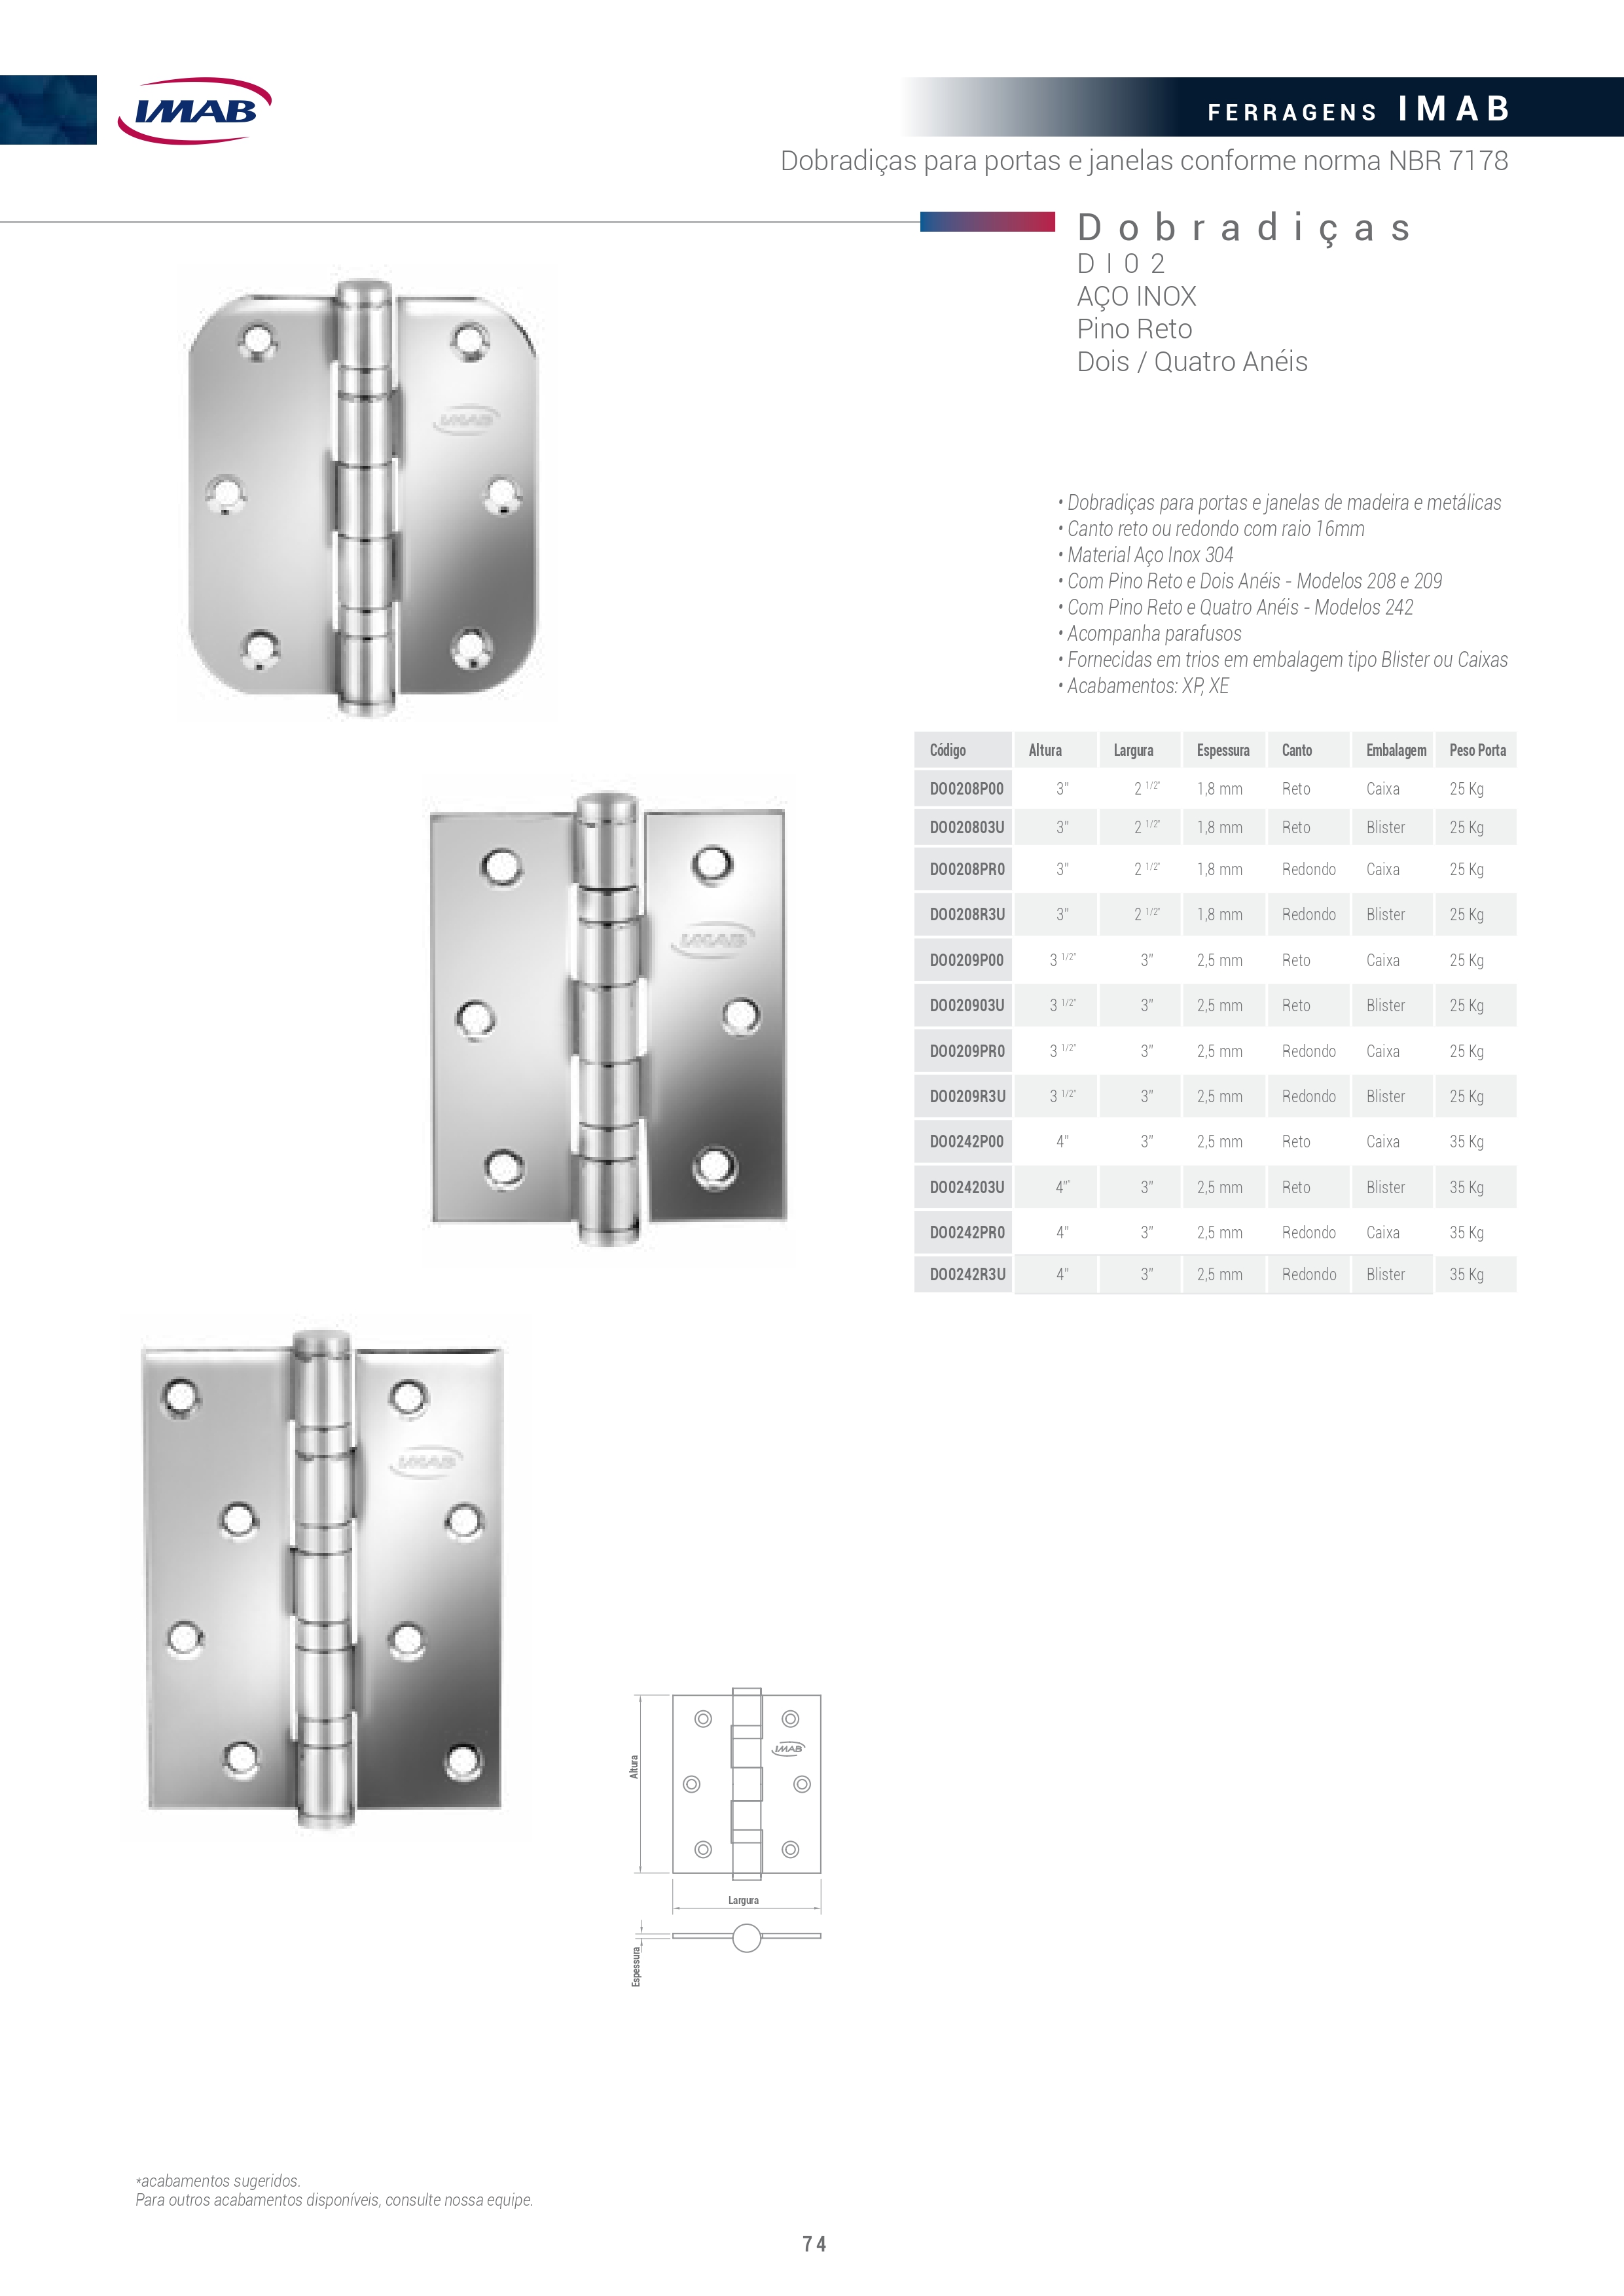 IMAB
FERRAGENS IMAB
Dobradiças para portas e janelas conforme norma NBR 7178
Dobradiças
DI02
AÇO INOX
Pino Reto
Dois / Quatro Anéis
IMAB
• Dobradiças para portas e janelas de madeira e metálicas
• Canto reto ou redondo com raio 16mm
• Material Aço Inox 304
• Com Pino Reto e Dois Anéis - Modelos 208 e 209
• Com Pino Reto e Quatro Anéis - Modelos 242
• Acompanha parafusos
• Fornecidas em trios em embalagem tipo Blister ou Caixas
• Acabamentos: XP, XE
Código Altura Largura Espessura Canto Embalagem Peso Porta
DO0208P00 3" 2 1/2" 1,8 mm Reto Caixa 25 Kg
DO020803U 3" 2 1/2" 1,8 mm Reto Blister 25 Kg
DO0208PR0 3" 2 1/2" 1,8 mm Redondo Caixa 25 Kg
DO0208R3U 3" 2 1/2" 1,8 mm Redondo Blister 25 Kg
DO0209P00 3 1/2" 3" 2,5 mm Reto Caixa 25 Kg
DO020903U 3 1/2" 3" 2,5 mm Reto Blister 25 Kg
DO0209PR0 3 1/2" 3" 2,5 mm Redondo Caixa 25 Kg
DO0209R3U 3 1/2" 3" 2,5 mm Redondo Blister 25 Kg
DO0242P00 4" 3" 2,5 mm Reto Caixa 35 Kg
DO024203U 4"" 3" 2,5 mm Reto Blister 35 Kg
DO0242PR0 4" 3" 2,5 mm Redondo Caixa 35 Kg
DO0242R3U 4" 3" 2,5 mm Redondo Blister 35 Kg
IMAB
IMAB
IMAB
Altura
Largura
Espessura
*acabamentos sugeridos.
Para outros acabamentos disponíveis, consulte nossa equipe.
74